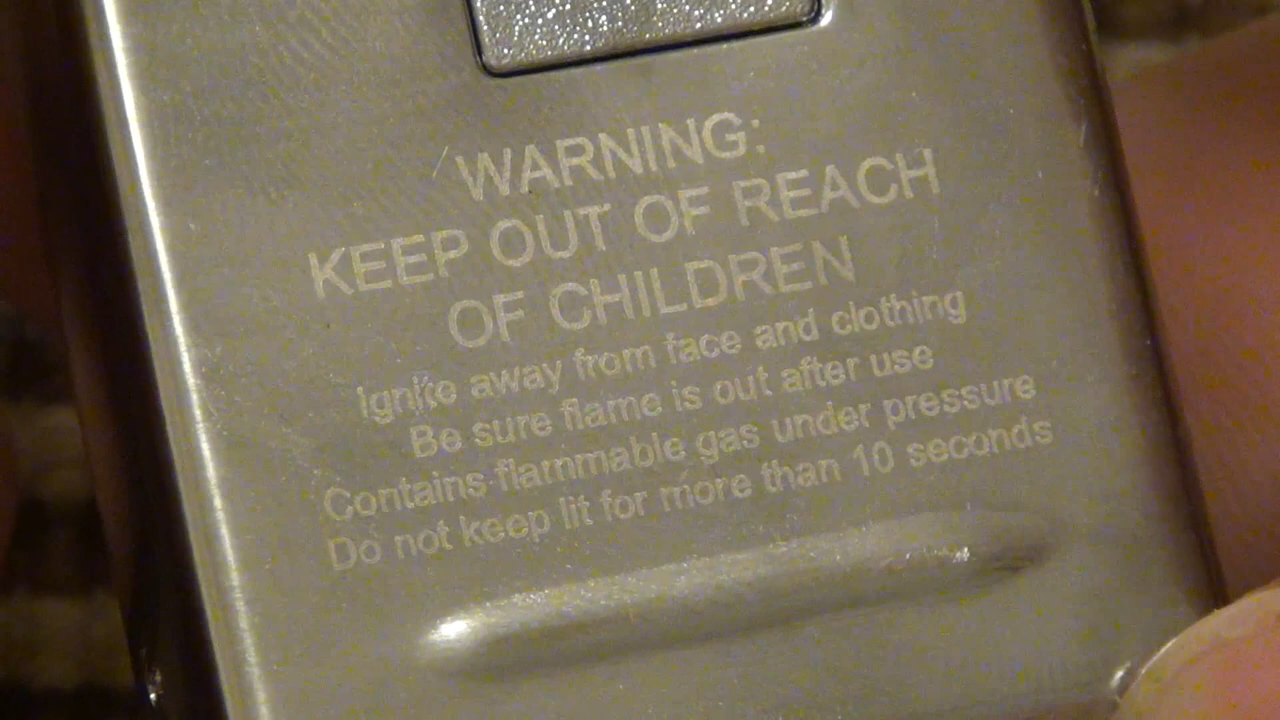 WARNING:
KEEP OUT OF REACH
OF CHILDREN
Ignite away from face and clothing
Be sure flame is out after use
Contains flammable gas under pressure
Do not keep lit for more than 10 seconds